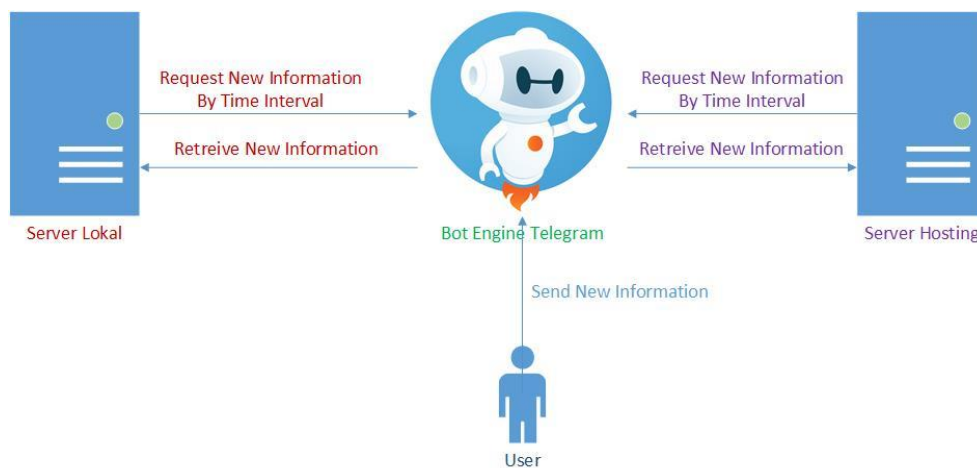 Request New Information
By Time Interval
Retreive New Information
Server Lokal
Request New Information
By Time Interval
Retreive New Information
Server Hosting
Bot Engine Telegram
Send New Information
User